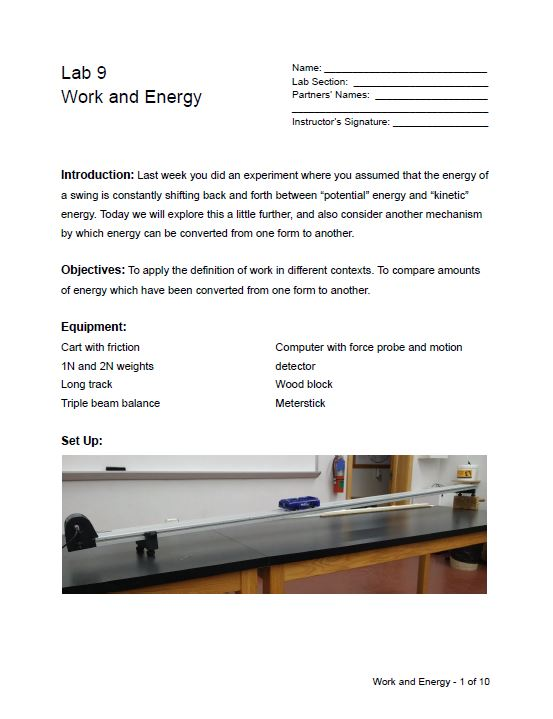 Lab 9
Work and Energy
Name: ______________________________
Lab Section: _________________________
Partners' Names: _____________________
____________________________________
Instructor's Signature: __________________
Introduction: Last week you did an experiment where you assumed that the energy of
a swing is constantly shifting back and forth between “potential” energy and “kinetic”
energy. Today we will explore this a little further, and also consider another mechanism
by which energy can be converted from one form to another.
Objectives: To apply the definition of work in different contexts. To compare amounts
of energy which have been converted from one form to another.
Equipment:
Cart with friction
1N and 2N weights
Long track
Triple beam balance
Computer with force probe and motion
detector
Wood block
Meterstick
Set Up:
Work and Energy - 1 of 10